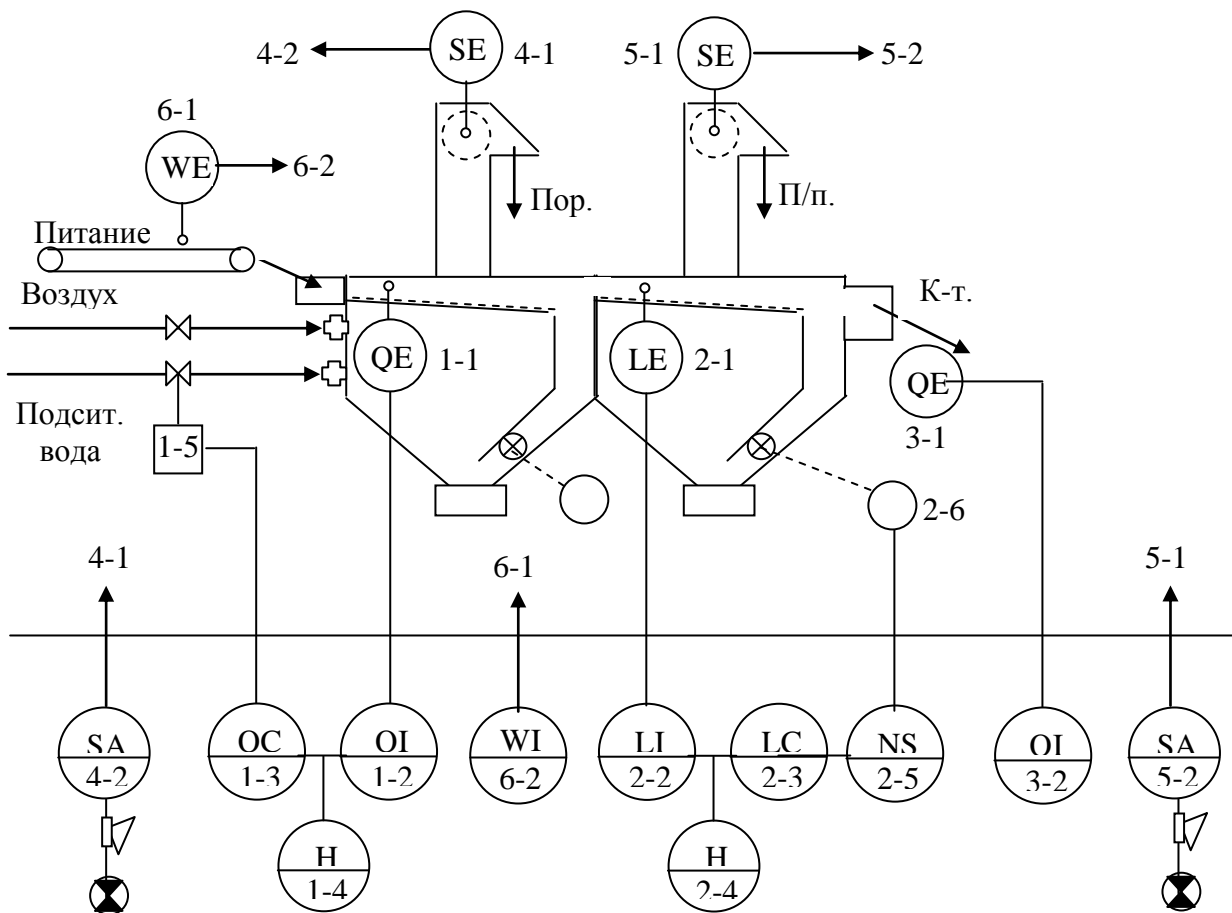 4-2
SE
4-1
5-1
SE
5-2
6-1
WE
6-2
Пор.
П/п.
Питание
Воздух
К-т.
QE
1-1
LE
2-1
QE
3-1
Подсит.
вода
1-5
2-6
4-1
6-1
5-1
SA
4-2
QC
1-3
QI
1-2
WI
6-2
LI
2-2
LC
2-3
NS
2-5
QI
3-2
SA
5-2
H
1-4
H
2-4